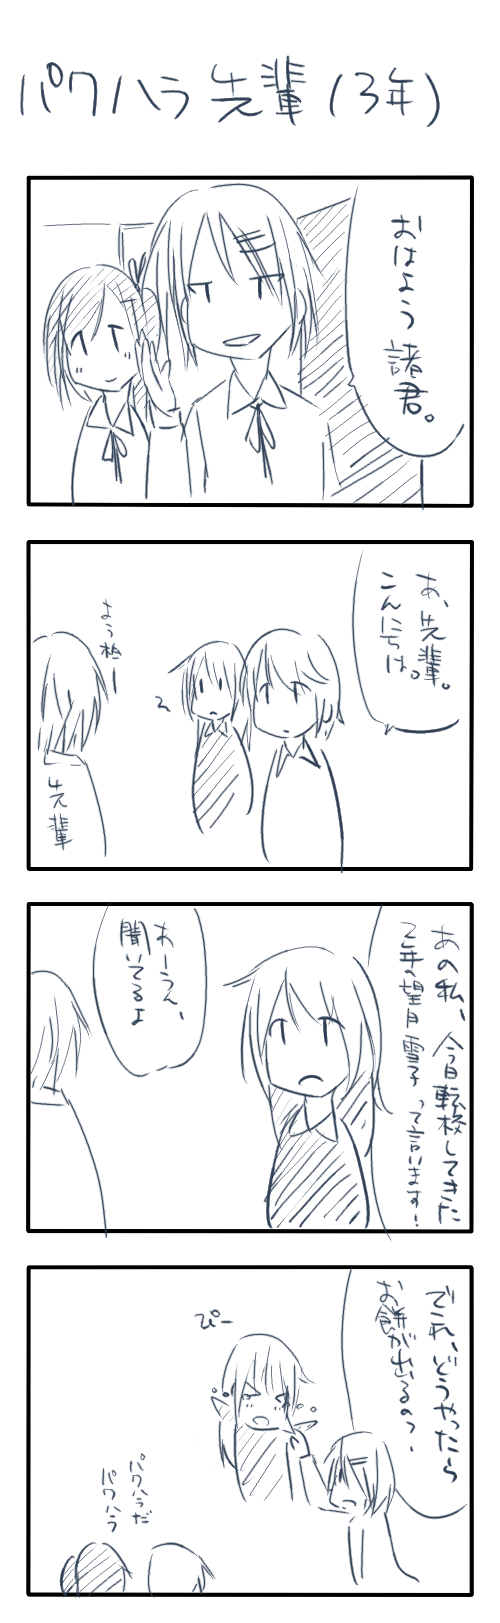 パワハラ先輩(3年)
おはよう
諸君。
あ、先輩。
こんにちは。
よう
先輩
あの私、今日転校してきた
2年の望月雪子って言います!
あーうん、
聞いてるよ
でこれ、どうやったら
お餅が出るの?
ぴー
パワハラだ
パワハラ